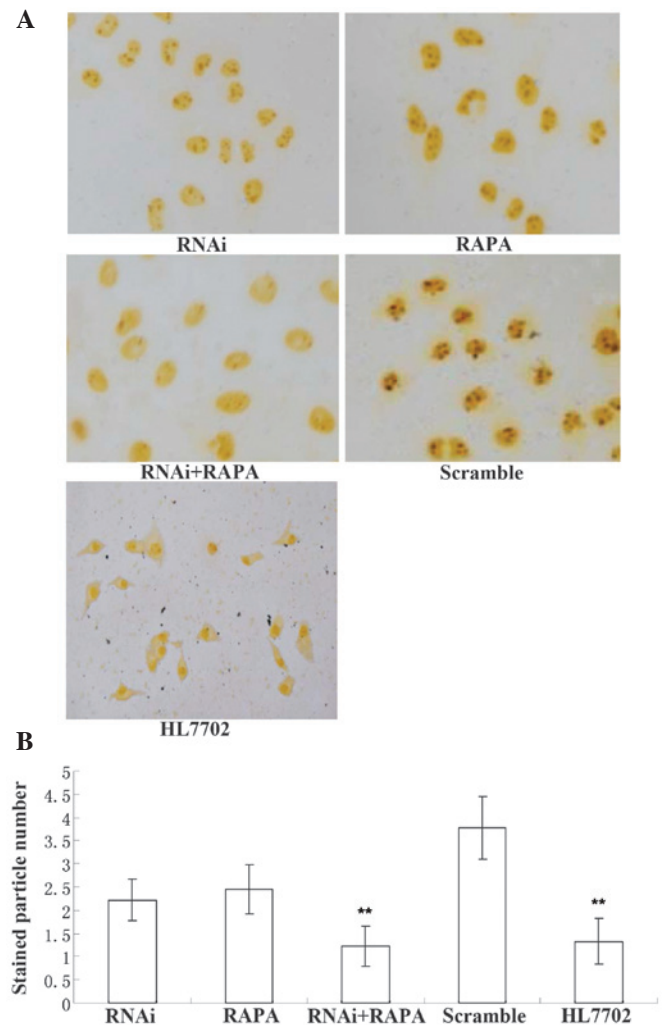 A
RNAi
RAPA
RNAi+RAPA
Scramble
HL7702
B
Stained particle number
5
4.5
4
3.5
3
2.5
2
1.5
1
0.5
0
**
**
RNAi
RAPA
RNAi+RAPA
Scramble
HL7702